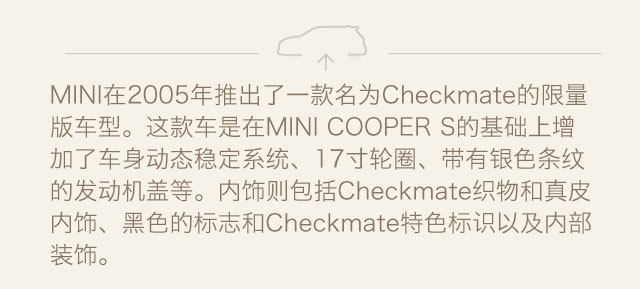 MINI在2005年推出了一款名为Checkmate的限量
版车型。这款车是在MINI COOPER S的基础上增
加了车身动态稳定系统、17寸轮圈、带有银色条纹
的发动机盖等。内饰则包括Checkmate织物和真皮
内饰、黑色的标志和Checkmate特色标识以及内部
装饰。